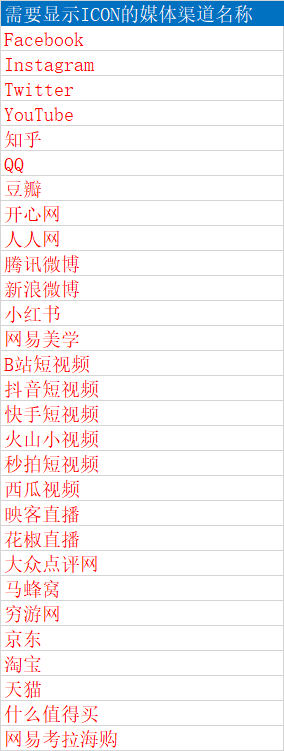 需要显示ICON的媒体渠道名称
Facebook
Instagram
Twitter
YouTube
知乎
QQ
豆瓣
开心网
人人网
腾讯微博
新浪微博
小红书
网易美学
B站短视频
抖音短视频
快手短视频
火山小视频
秒拍短视频
西瓜视频
映客直播
花椒直播
大众点评网
马蜂窝
穷游网
京东
淘宝
天猫
什么值得买
网易考拉海购